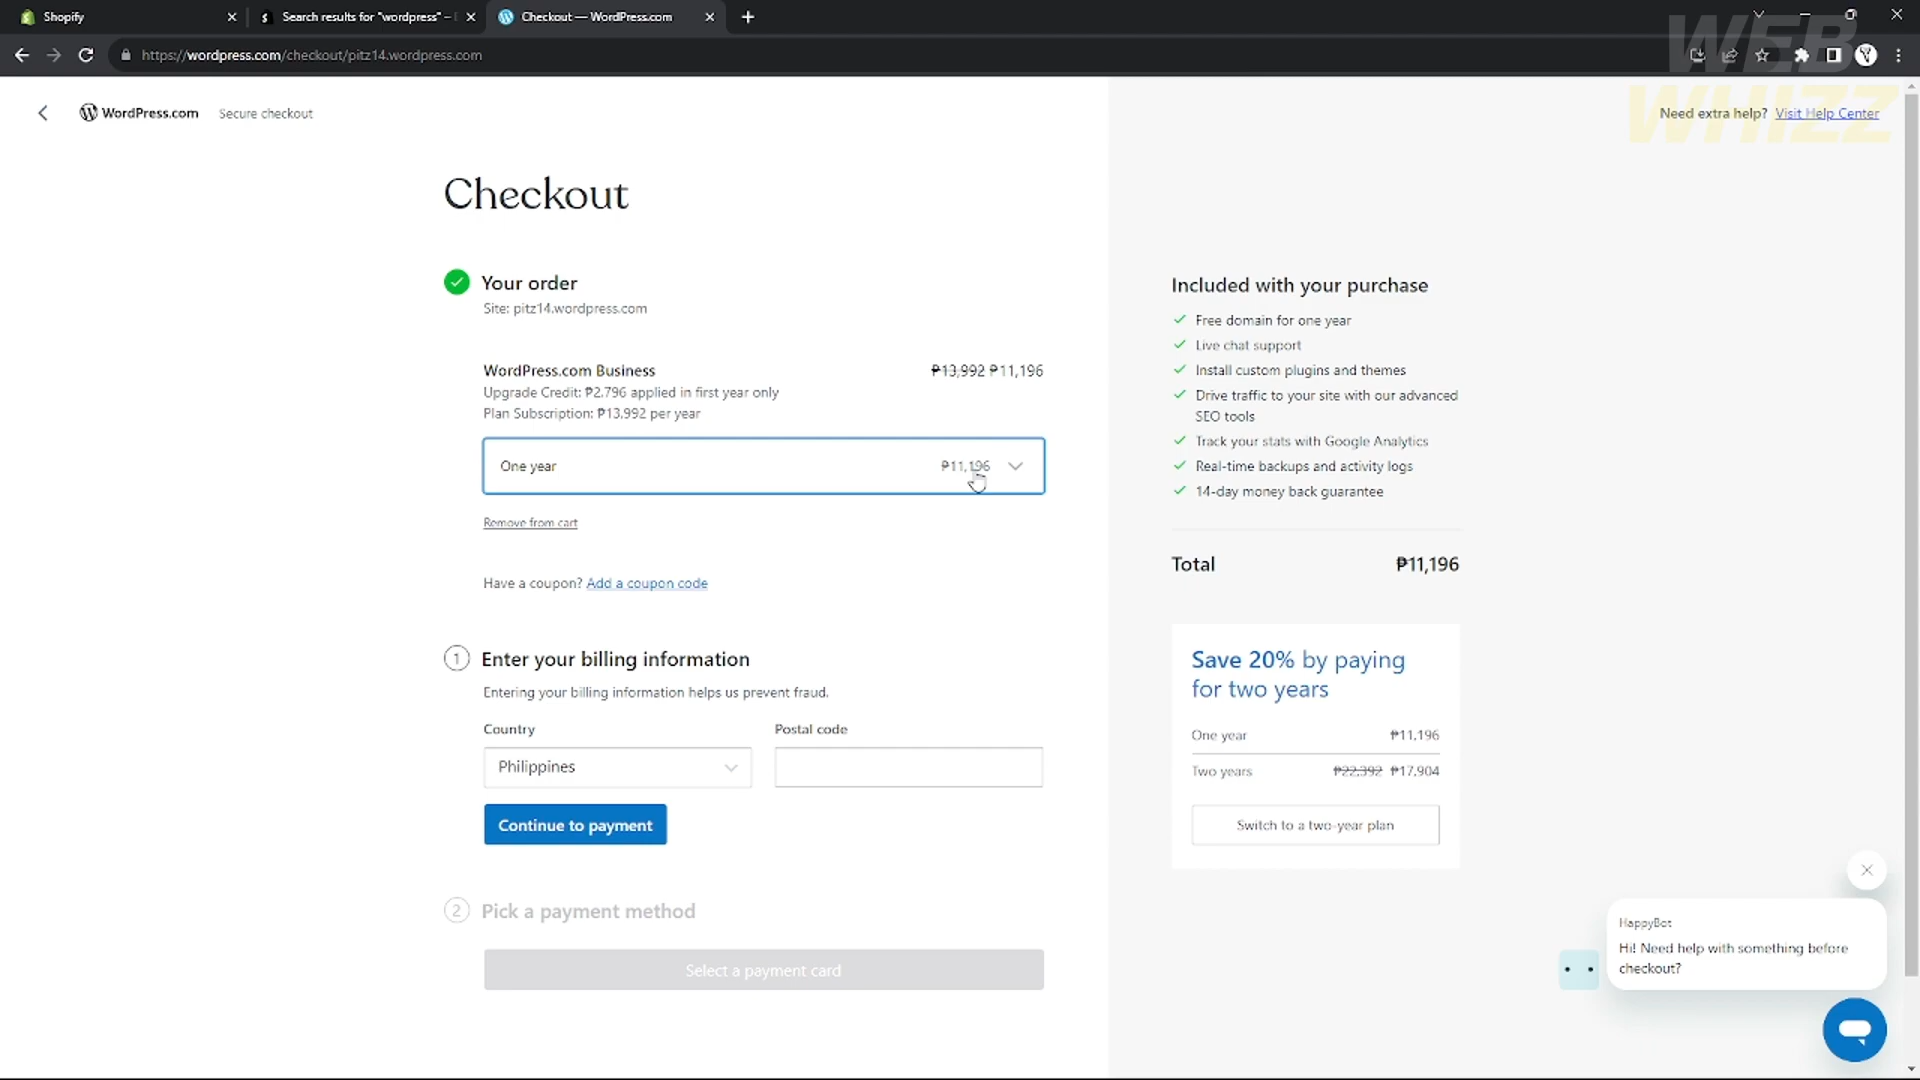 Shopify
Search results for "wordpress" –
Checkout — WordPress.com
https://wordpress.com/checkout/pitz14.wordpress.com
WEB
WHIZZ
WordPress.com
Secure checkout
Need extra help? Visit Help Center
Checkout
Your order
Site: pitz14.wordpress.com
WordPress.com Business
₱13,992 ₱11,196
Upgrade Credit: ₱2,796 applied in first year only
Plan Subscription: ₱13,992 per year
One year
₱11,196
Remove from cart
Have a coupon? Add a coupon code
1 Enter your billing information
Entering your billing information helps us prevent fraud.
Country
Postal code
Philippines
Continue to payment
2 Pick a payment method
Select a payment card
Included with your purchase
Free domain for one year
Live chat support
Install custom plugins and themes
Drive traffic to your site with our advanced
SEO tools
Track your stats with Google Analytics
Real-time backups and activity logs
14-day money back guarantee
Total ₱11,196
Save 20% by paying
for two years
One year ₱11,196
Two years ₱22,392 ₱17,904
Switch to a two-year plan
HappyBot
Hi! Need help with something before
checkout?